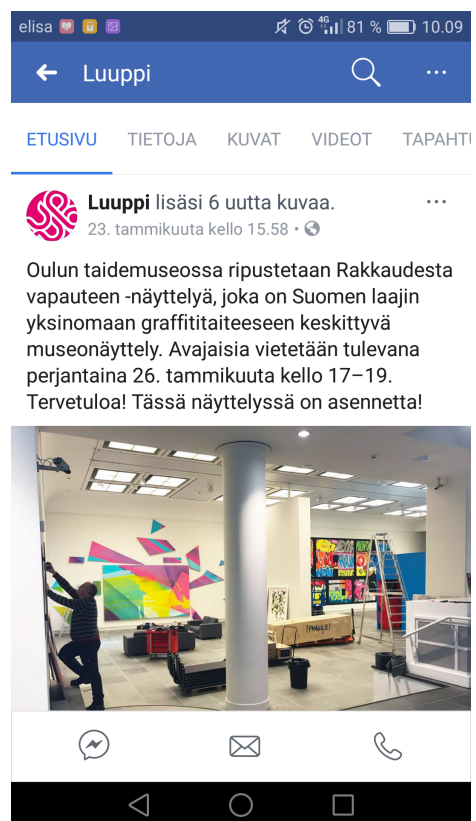 elisa 4G 81 % 10.09
Luuppi
ETUSIVU TIETOJA KUVAT VIDEOT TAPAHTU
Luuppi lisäsi 6 uutta kuvaa.
23. tammikuuta kello 15.58 •
Oulun taidemuseossa ripustetaan Rakkaudesta
vapauteen -näyttelyä, joka on Suomen laajin
yksinomaan graffititaiteeseen keskittyvä
museonäyttely. Avajaisia vietetään tulevana
perjantaina 26. tammikuuta kello 17–19.
Tervetuloa! Tässä näyttelyssä on asennetta!